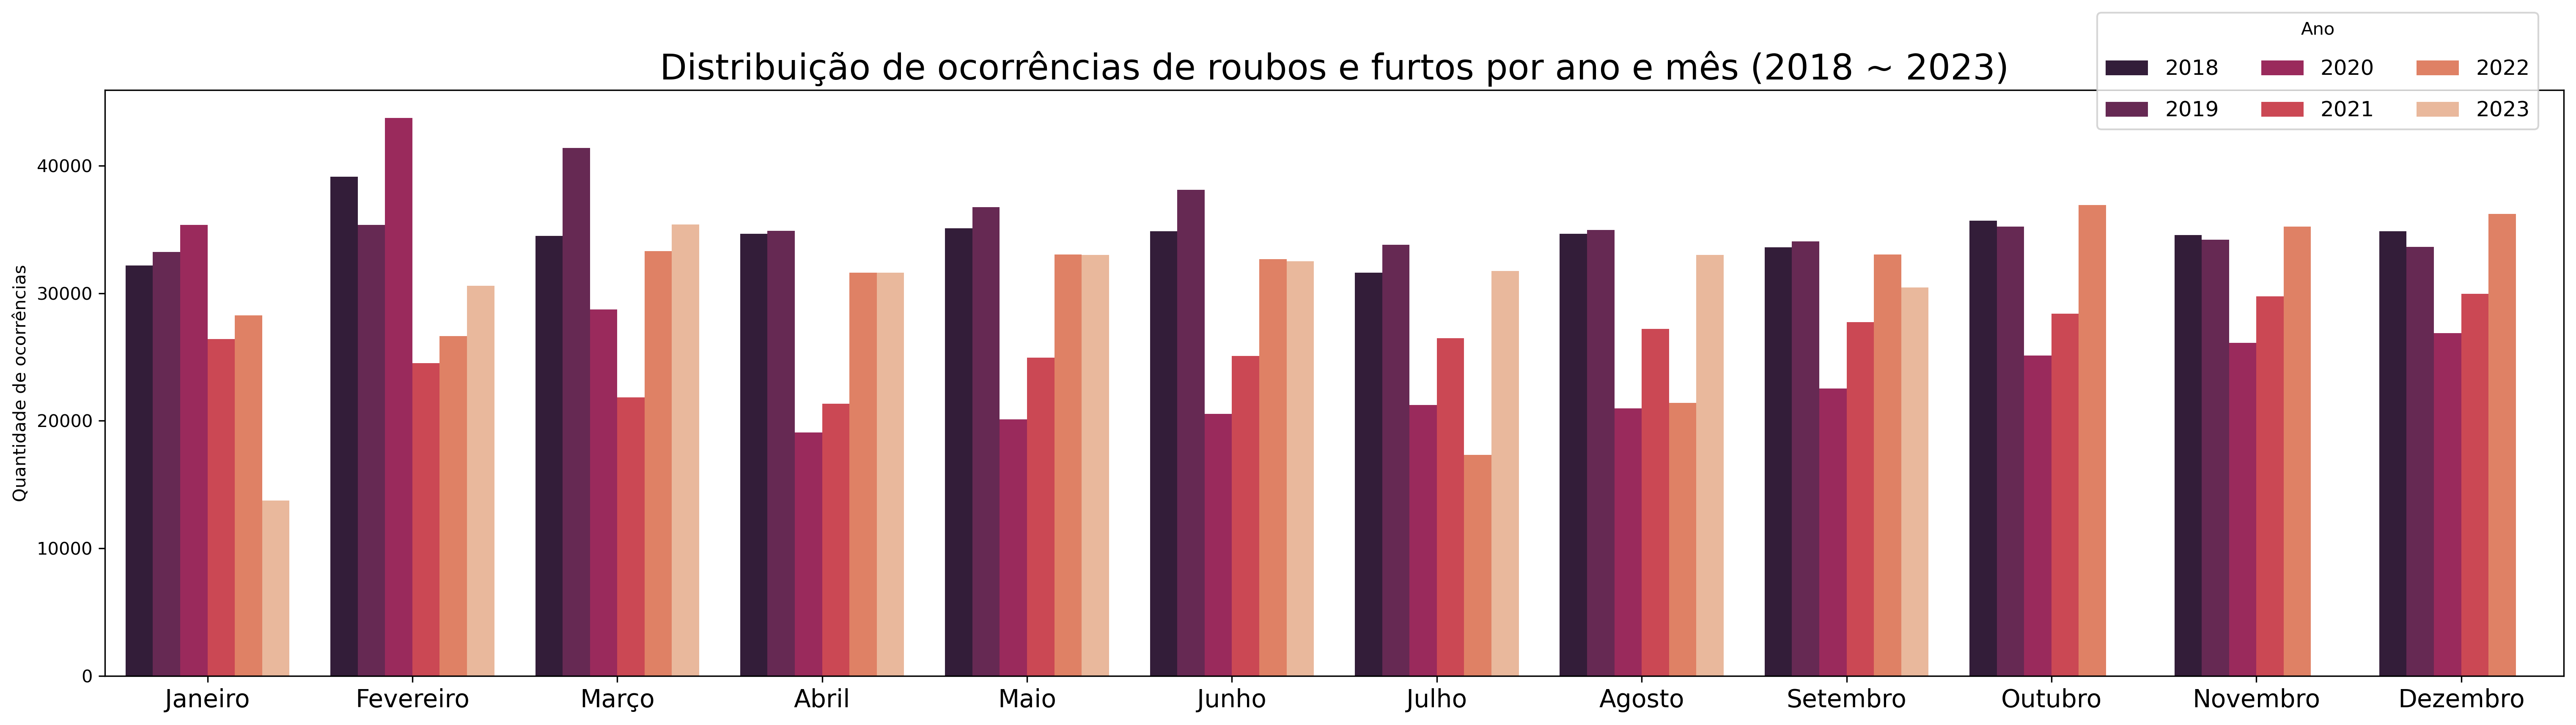 Distribuição de ocorrências de roubos e furtos por ano e mês (2018 ~ 2023)
Ano
2018 2020 2022
2019 2021 2023
Quantidade de ocorrências
40000
30000
20000
10000
0
Janeiro Fevereiro Março Abril Maio Junho Julho Agosto Setembro Outubro Novembro Dezembro